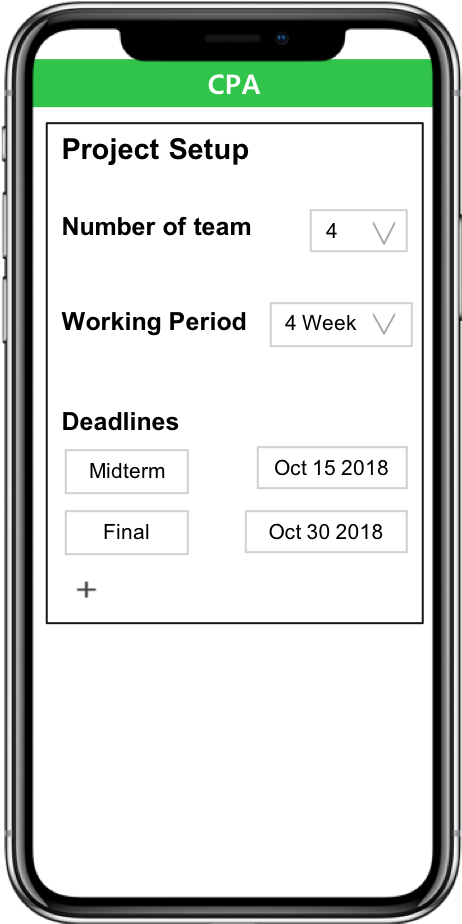 CPA
Project Setup
Number of team 4
Working Period 4 Week
Deadlines
Midterm Oct 15 2018
Final Oct 30 2018
+